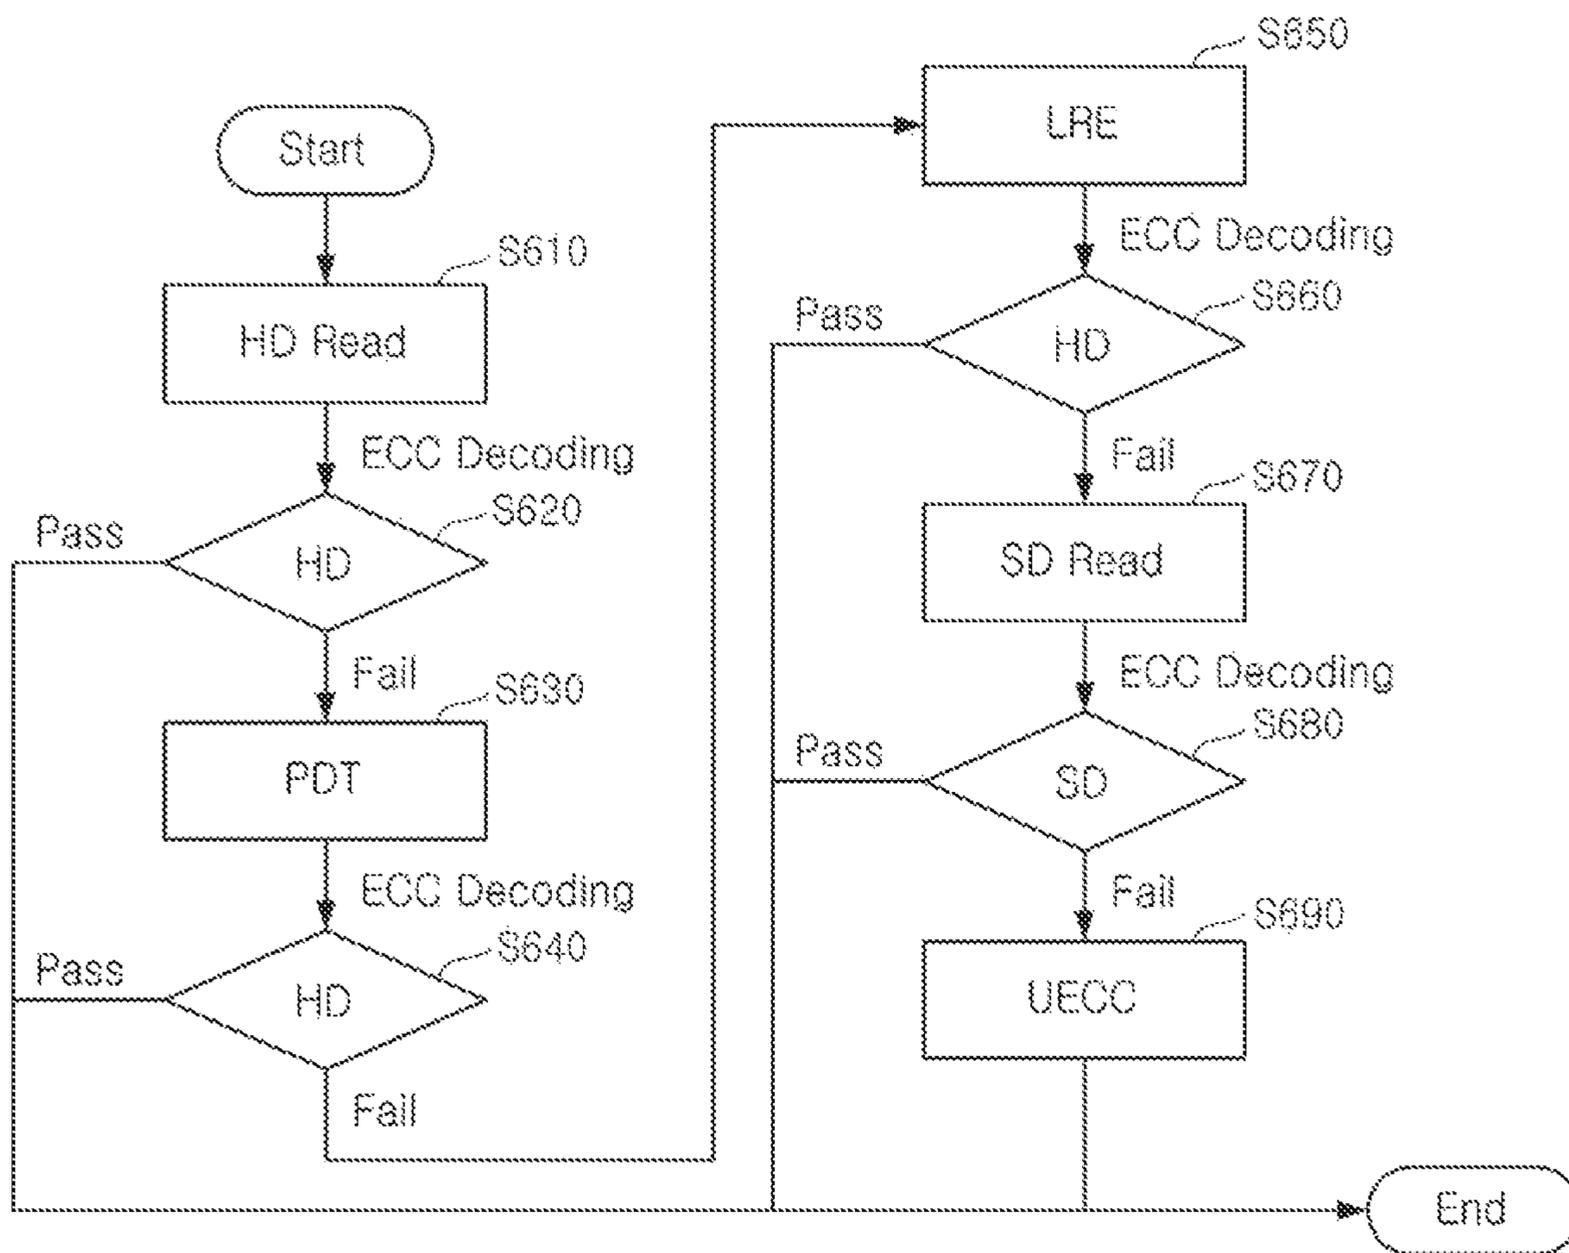 Start
S610
HD Read
ECC Decoding
S620
Pass
HD
Fail
S630
PDT
ECC Decoding
S640
Pass
HD
Fail
S650
LRE
ECC Decoding
S660
Pass
HD
Fail
S670
SD Read
ECC Decoding
S680
Pass
SD
Fail
S690
UECC
End